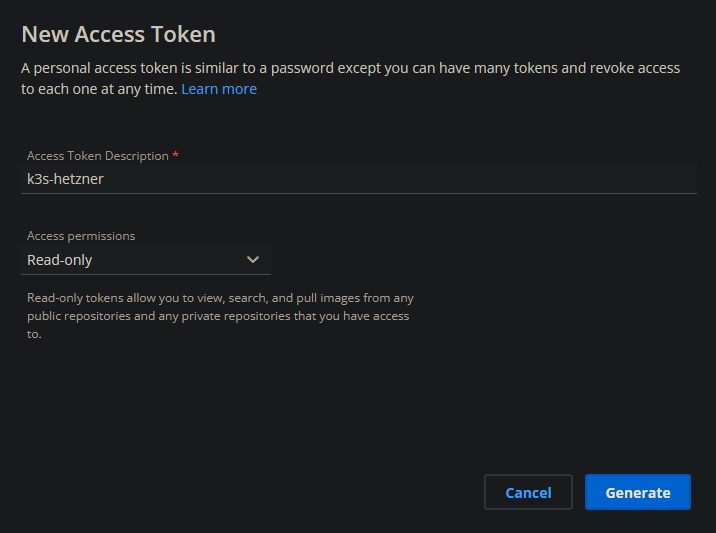 New Access Token
A personal access token is similar to a password except you can have many tokens and revoke access
to each one at any time. Learn more
Access Token Description *
k3s-hetzner
Access permissions
Read-only
Read-only tokens allow you to view, search, and pull images from any
public repositories and any private repositories that you have access
to.
Cancel
Generate